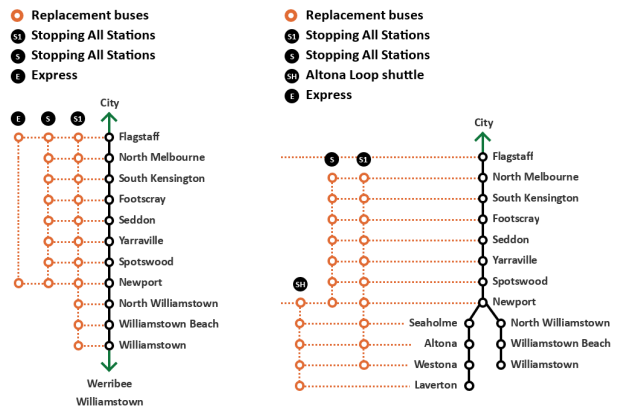 Replacement buses
S1 Stopping All Stations
S Stopping All Stations
E Express
City
E S S1
Flagstaff
North Melbourne
South Kensington
Footscray
Seddon
Yarraville
Spotswood
Newport
North Williamstown
Williamstown Beach
Williamstown
Werribee
Williamstown
Replacement buses
S1 Stopping All Stations
S Stopping All Stations
SH Altona Loop shuttle
E Express
City
S S1
Flagstaff
North Melbourne
South Kensington
Footscray
Seddon
Yarraville
Spotswood
SH
Newport
Seaholme North Williamstown
Altona Williamstown Beach
Westona Williamstown
Laverton